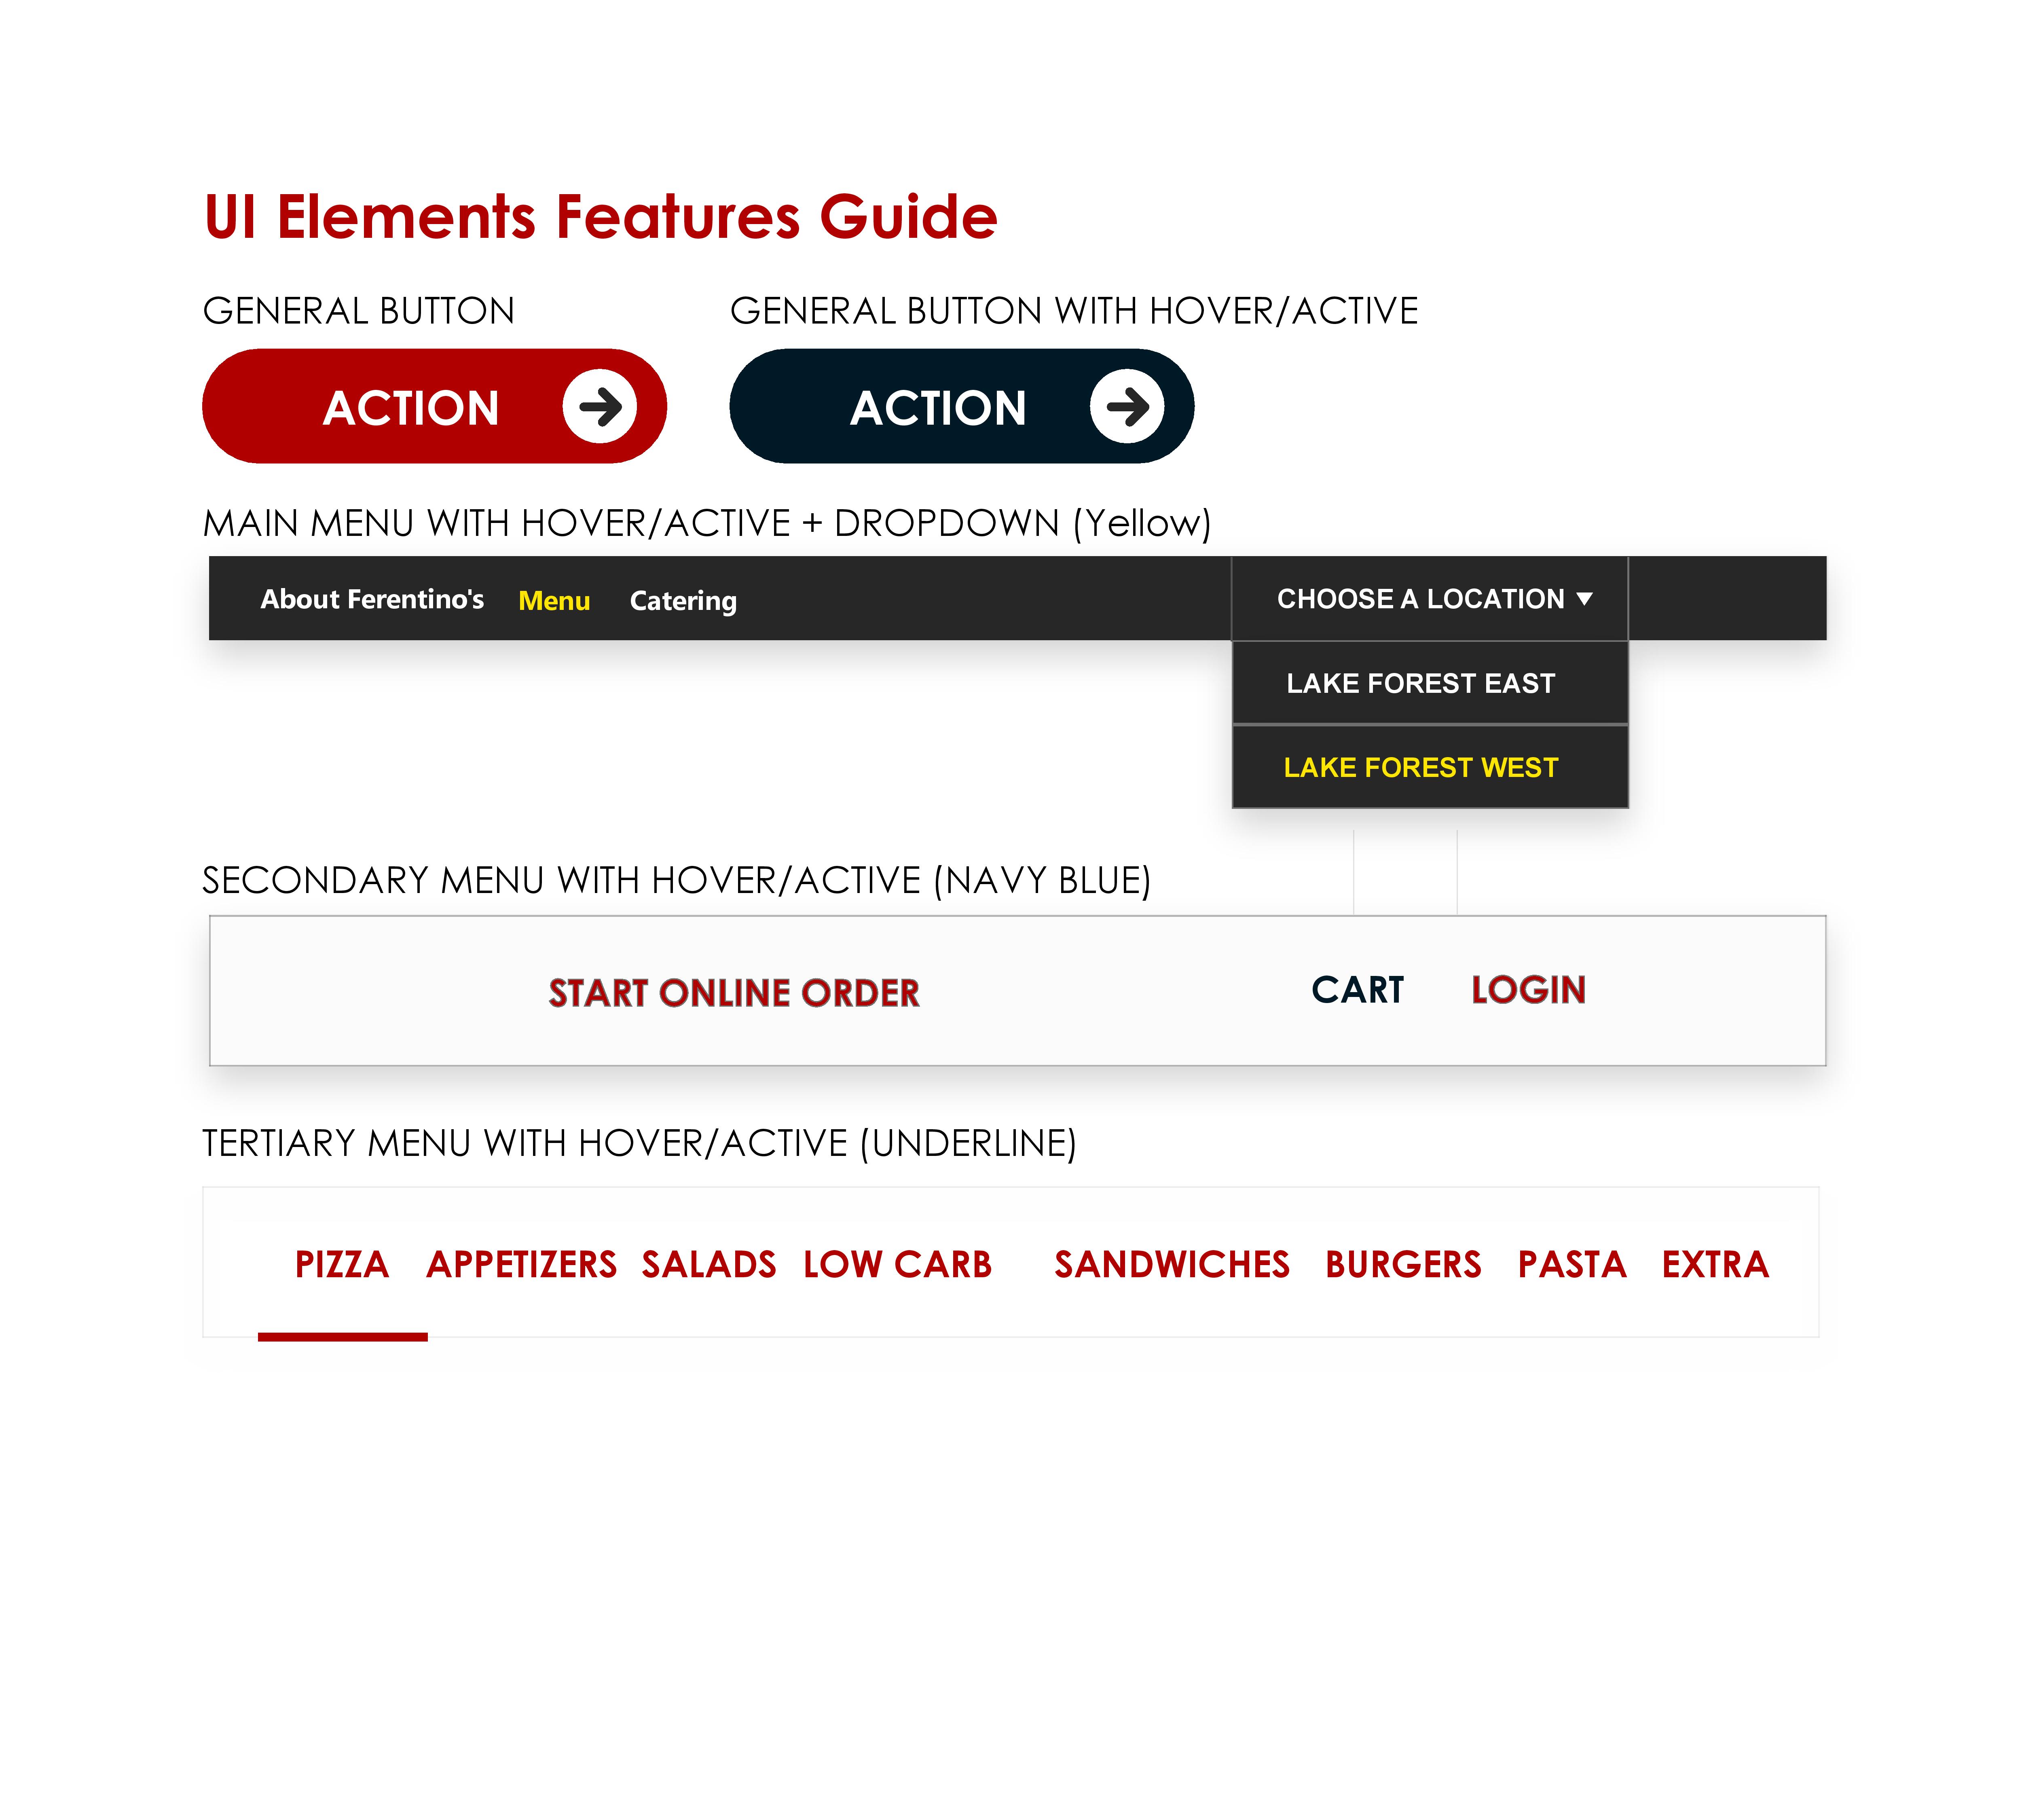 UI Elements Features Guide
GENERAL BUTTON
GENERAL BUTTON WITH HOVER/ACTIVE
ACTION
ACTION
MAIN MENU WITH HOVER/ACTIVE + DROPDOWN (Yellow)
About Ferentino's Menu Catering CHOOSE A LOCATION
LAKE FOREST EAST
LAKE FOREST WEST
SECONDARY MENU WITH HOVER/ACTIVE (NAVY BLUE)
START ONLINE ORDER CART LOGIN
TERTIARY MENU WITH HOVER/ACTIVE (UNDERLINE)
PIZZA APPETIZERS SALADS LOW CARB SANDWICHES BURGERS PASTA EXTRA